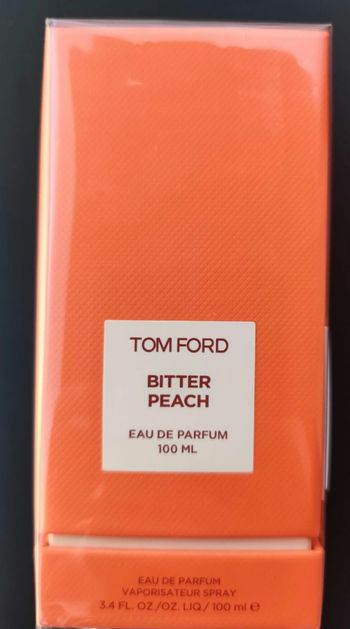 TOM FORD
BITTER
PEACH
EAU DE PARFUM
100 ML
EAU DE PARFUM
VAPORISATEUR SPRAY
3.4 FL. OZ./OZ. LIQ./ 100 ml ℮